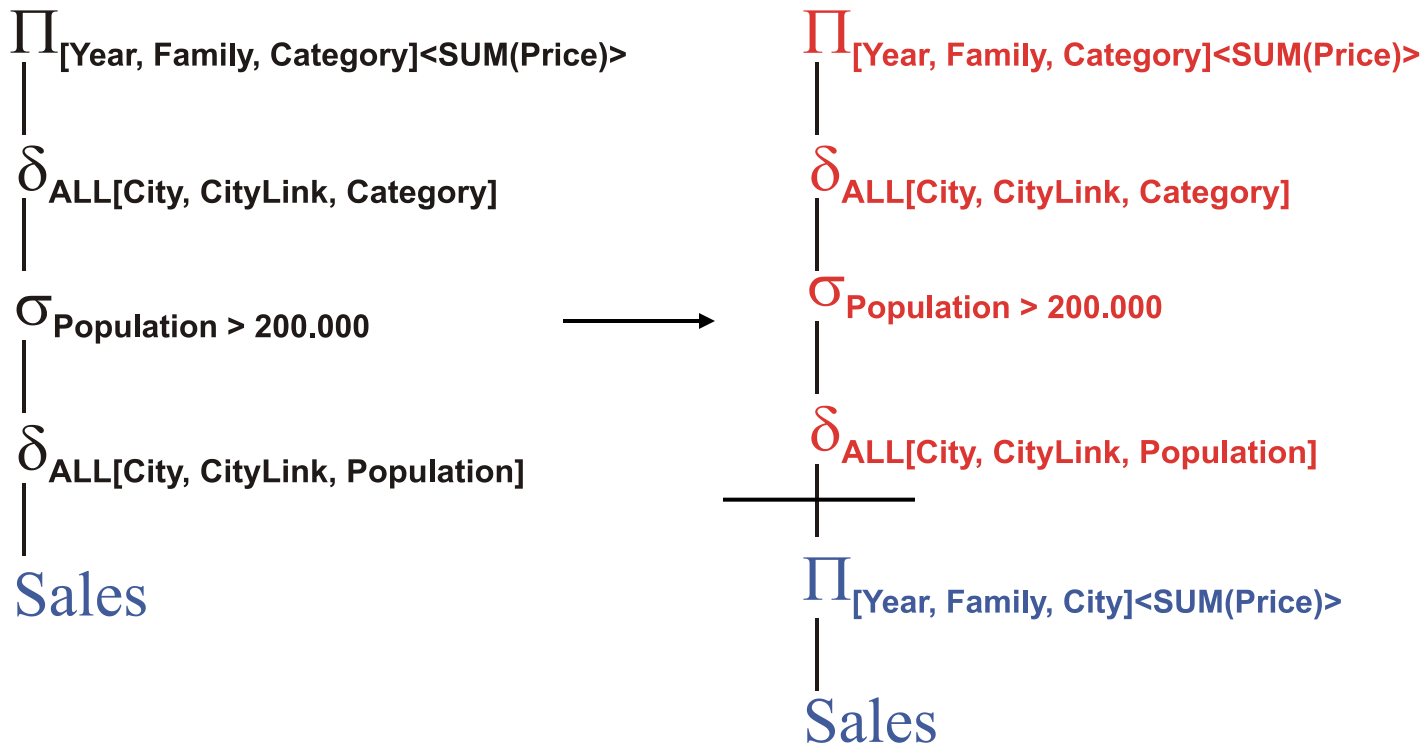 Π[Year, Family, Category]<SUM(Price)>
δALL[City, CityLink, Category]
σPopulation > 200.000
δALL[City, CityLink, Population]
Sales
Π[Year, Family, Category]<SUM(Price)>
δALL[City, CityLink, Category]
σPopulation > 200.000
δALL[City, CityLink, Population]
Π[Year, Family, City]<SUM(Price)>
Sales